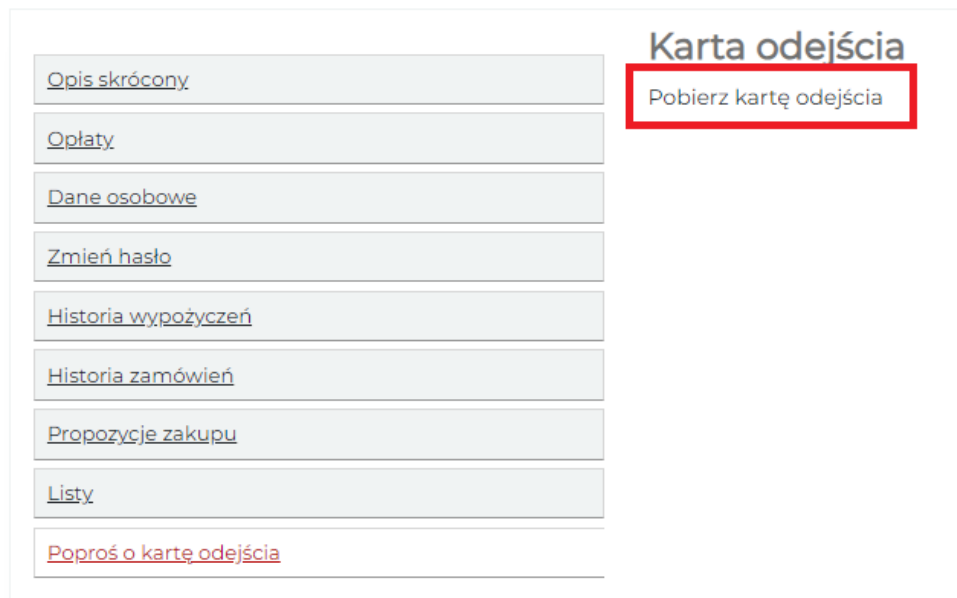 Opis skrócony
Opłaty
Dane osobowe
Zmień hasło
Historia wypożyczeń
Historia zamówień
Propozycje zakupu
Listy
Poproś o kartę odejścia
Karta odejścia
Pobierz kartę odejścia